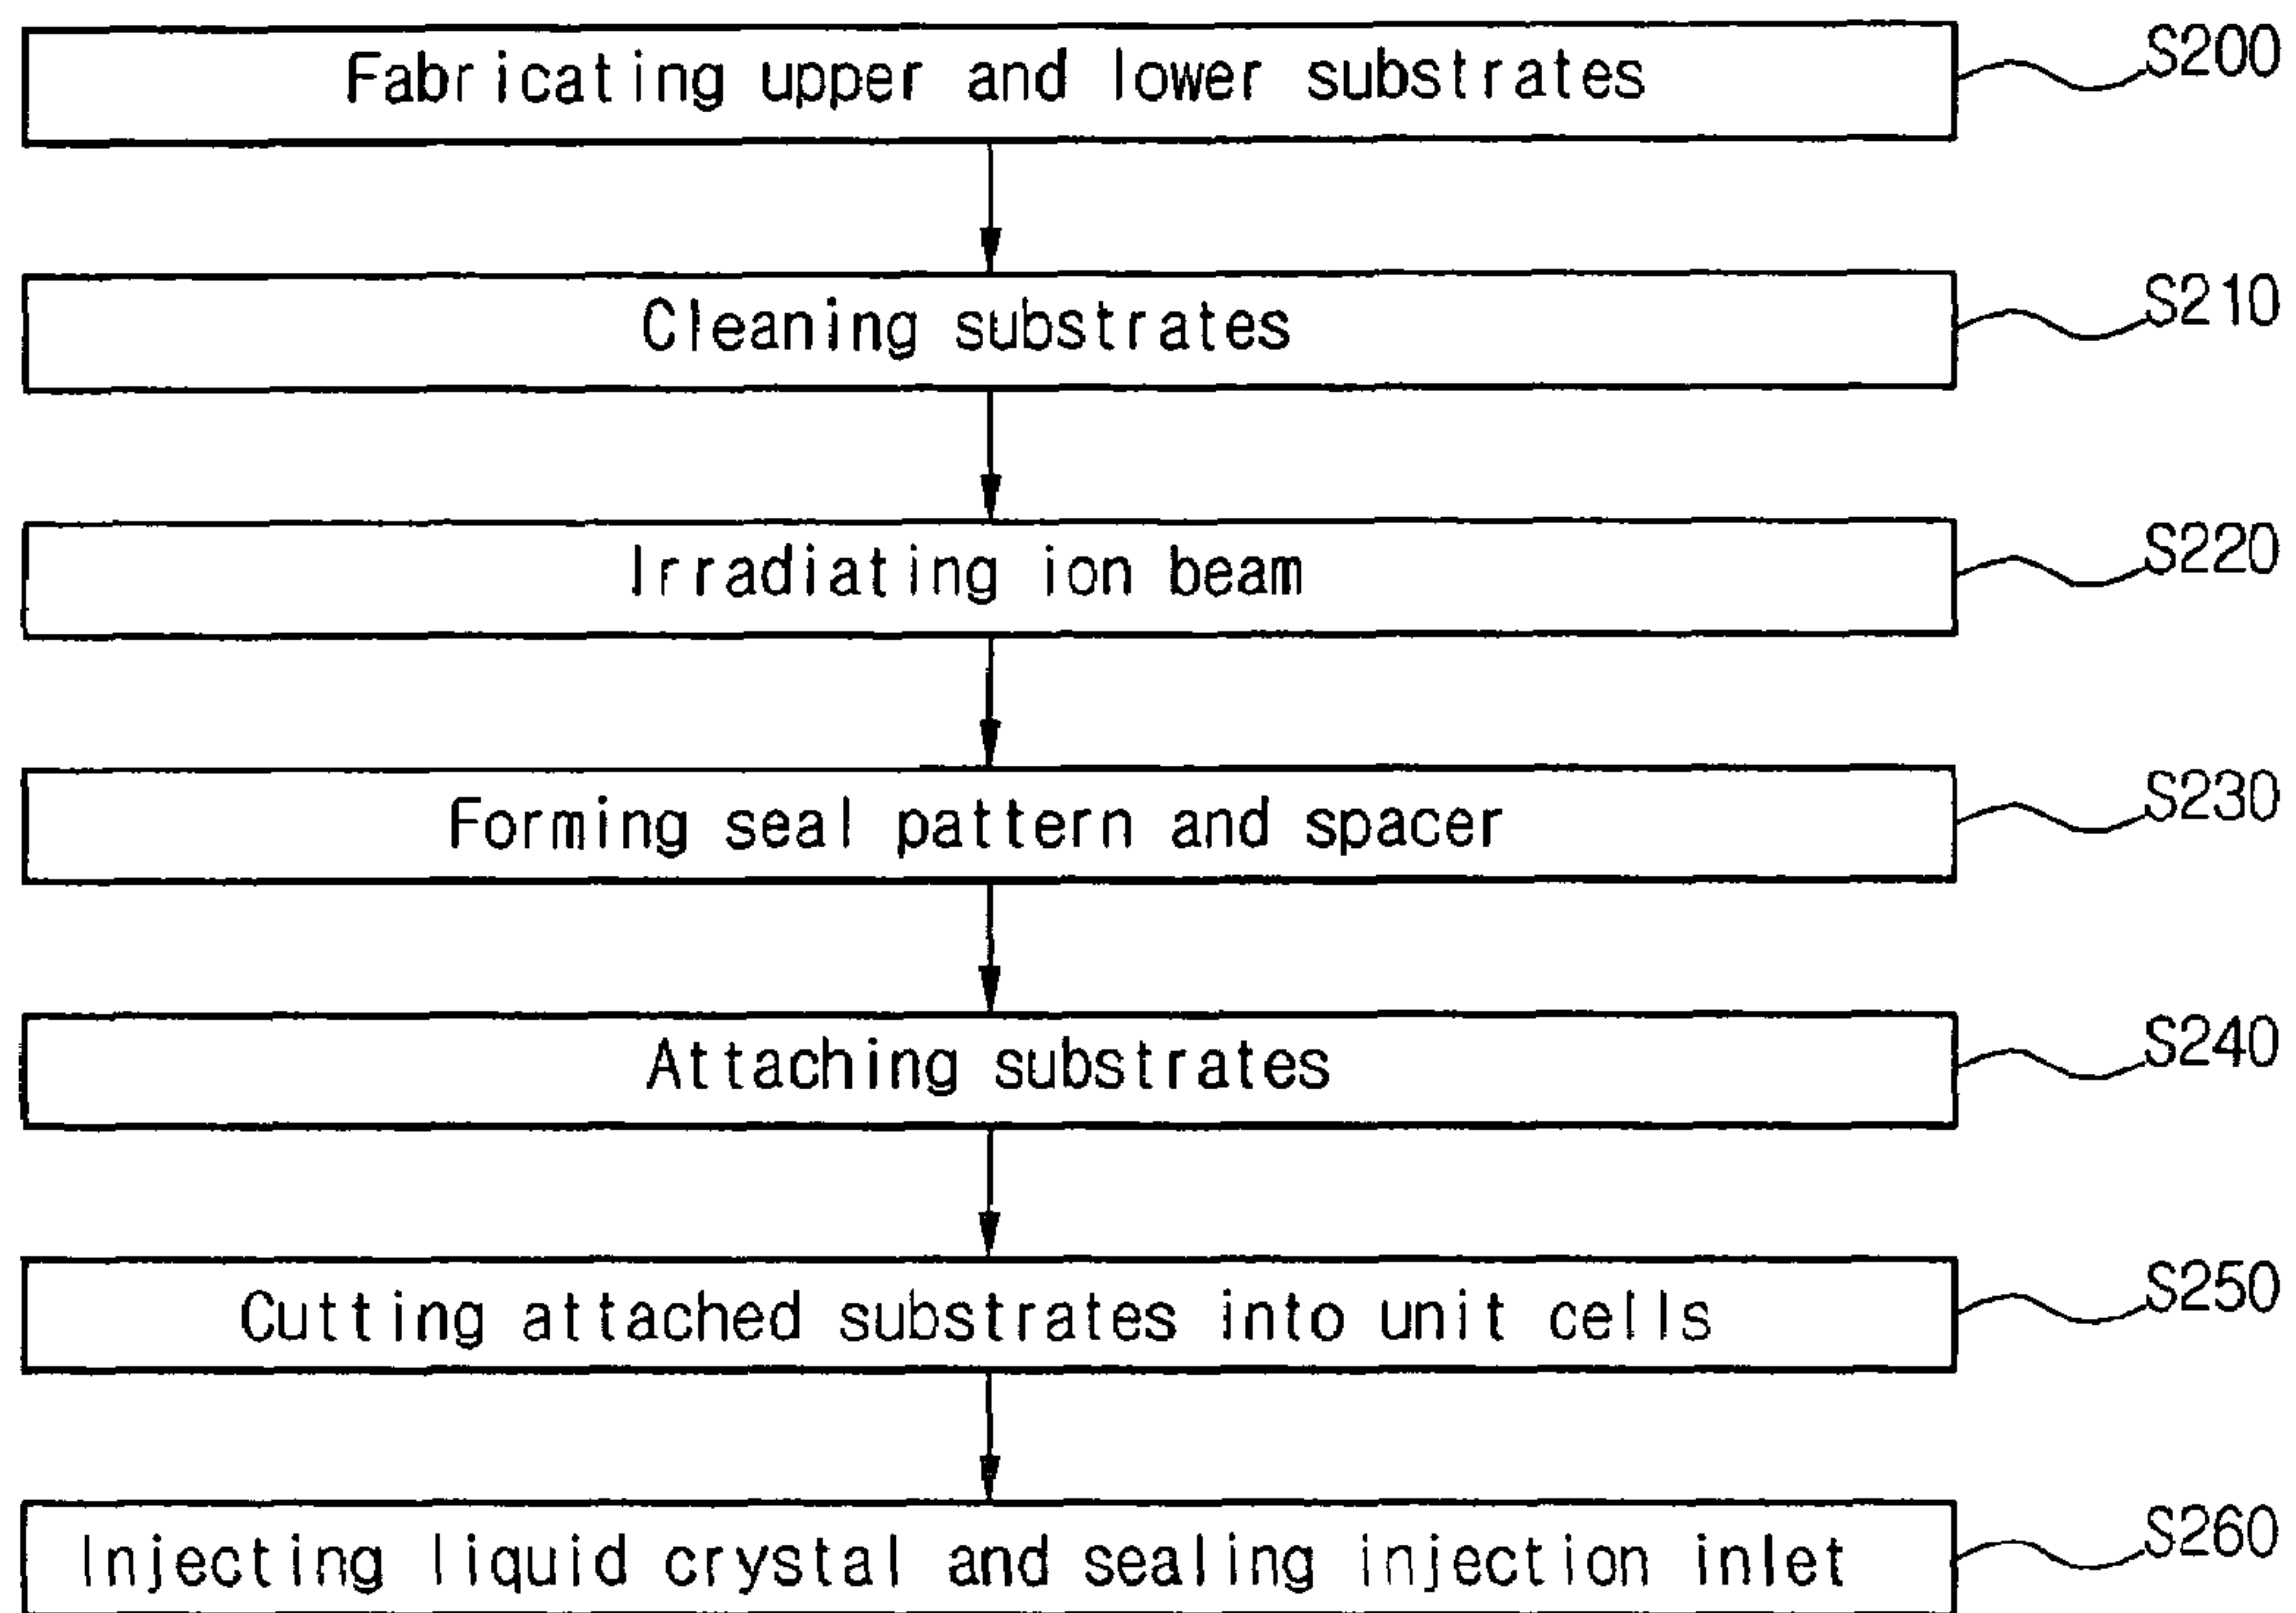 Fabricating upper and lower substrates S200
Cleaning substrates S210
Irradiating ion beam S220
Forming seal pattern and spacer S230
Attaching substrates S240
Cutting attached substrates into unit cells S250
Injecting liquid crystal and sealing injection inlet S260